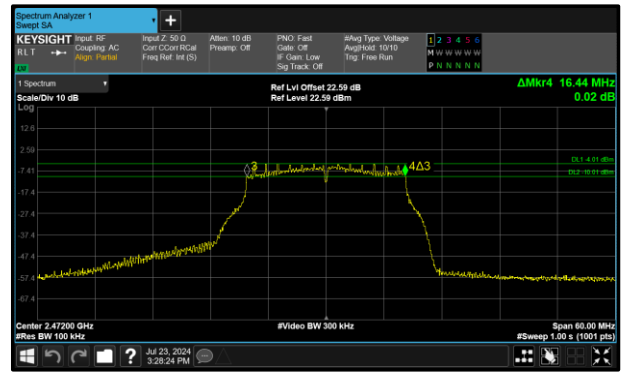 Spectrum Analyzer 1
Swept SA
KEYSIGHT Input: RF Input Z: 50 Ω Atten: 10 dB PNO: Fast #Avg Type: Voltage 1 2 3 4 5 6
RLT Coupling: AC Corr CCorr RCal Preamp: Off Gate: Off Avg|Hold: 10/10 M W W W W W
Align: Partial Freq Ref: Int (S) IF Gain: Low Trig: Free Run P N N N N N
LW Sig Track: Off
1 Spectrum Ref Lvl Offset 22.59 dB ΔMkr4 16.44 MHz
Scale/Div 10 dB Ref Level 22.59 dBm 0.02 dB
Log
12.6
2.59
DL1 -4.01 dBm
3 4Δ3
-7.41
DL2 -10.01 dBm
-17.4
-27.4
-37.4
-47.4
-57.4
-67.4
Center 2.47200 GHz #Video BW 300 kHz Span 60.00 MHz
#Res BW 100 kHz #Sweep 1.00 s (1001 pts)
? Jul 23, 2024
3:28:24 PM